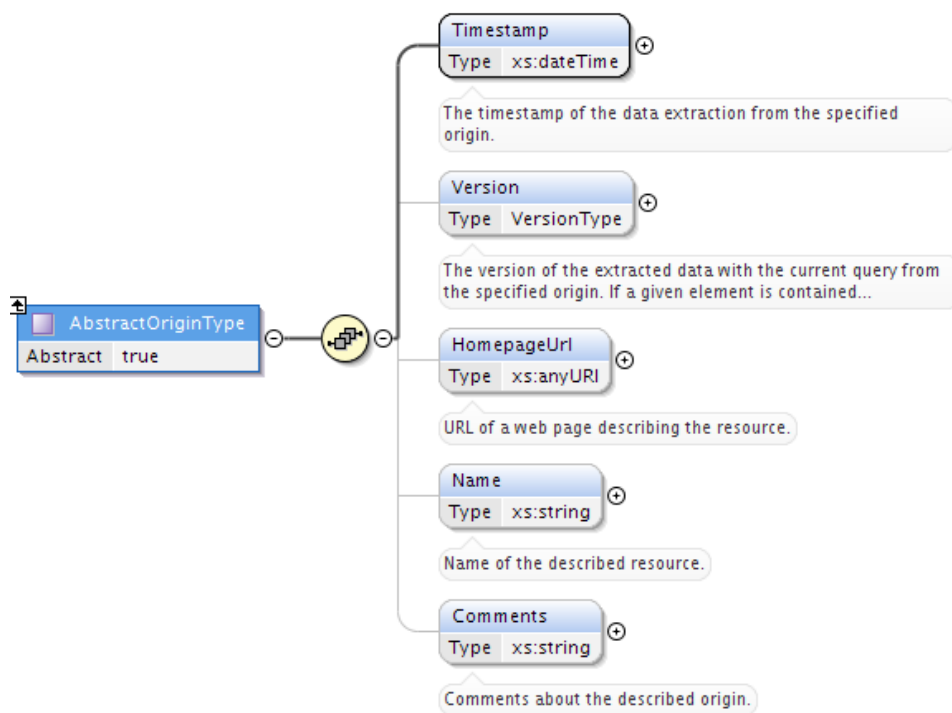 Timestamp
Type xs:dateTime
The timestamp of the data extraction from the specified
origin.
Version
Type VersionType
The version of the extracted data with the current query from
the specified origin. If a given element is contained...
AbstractOriginType
Abstract true
HomepageUrl
Type xs:anyURI
URL of a web page describing the resource.
Name
Type xs:string
Name of the described resource.
Comments
Type xs:string
Comments about the described origin.